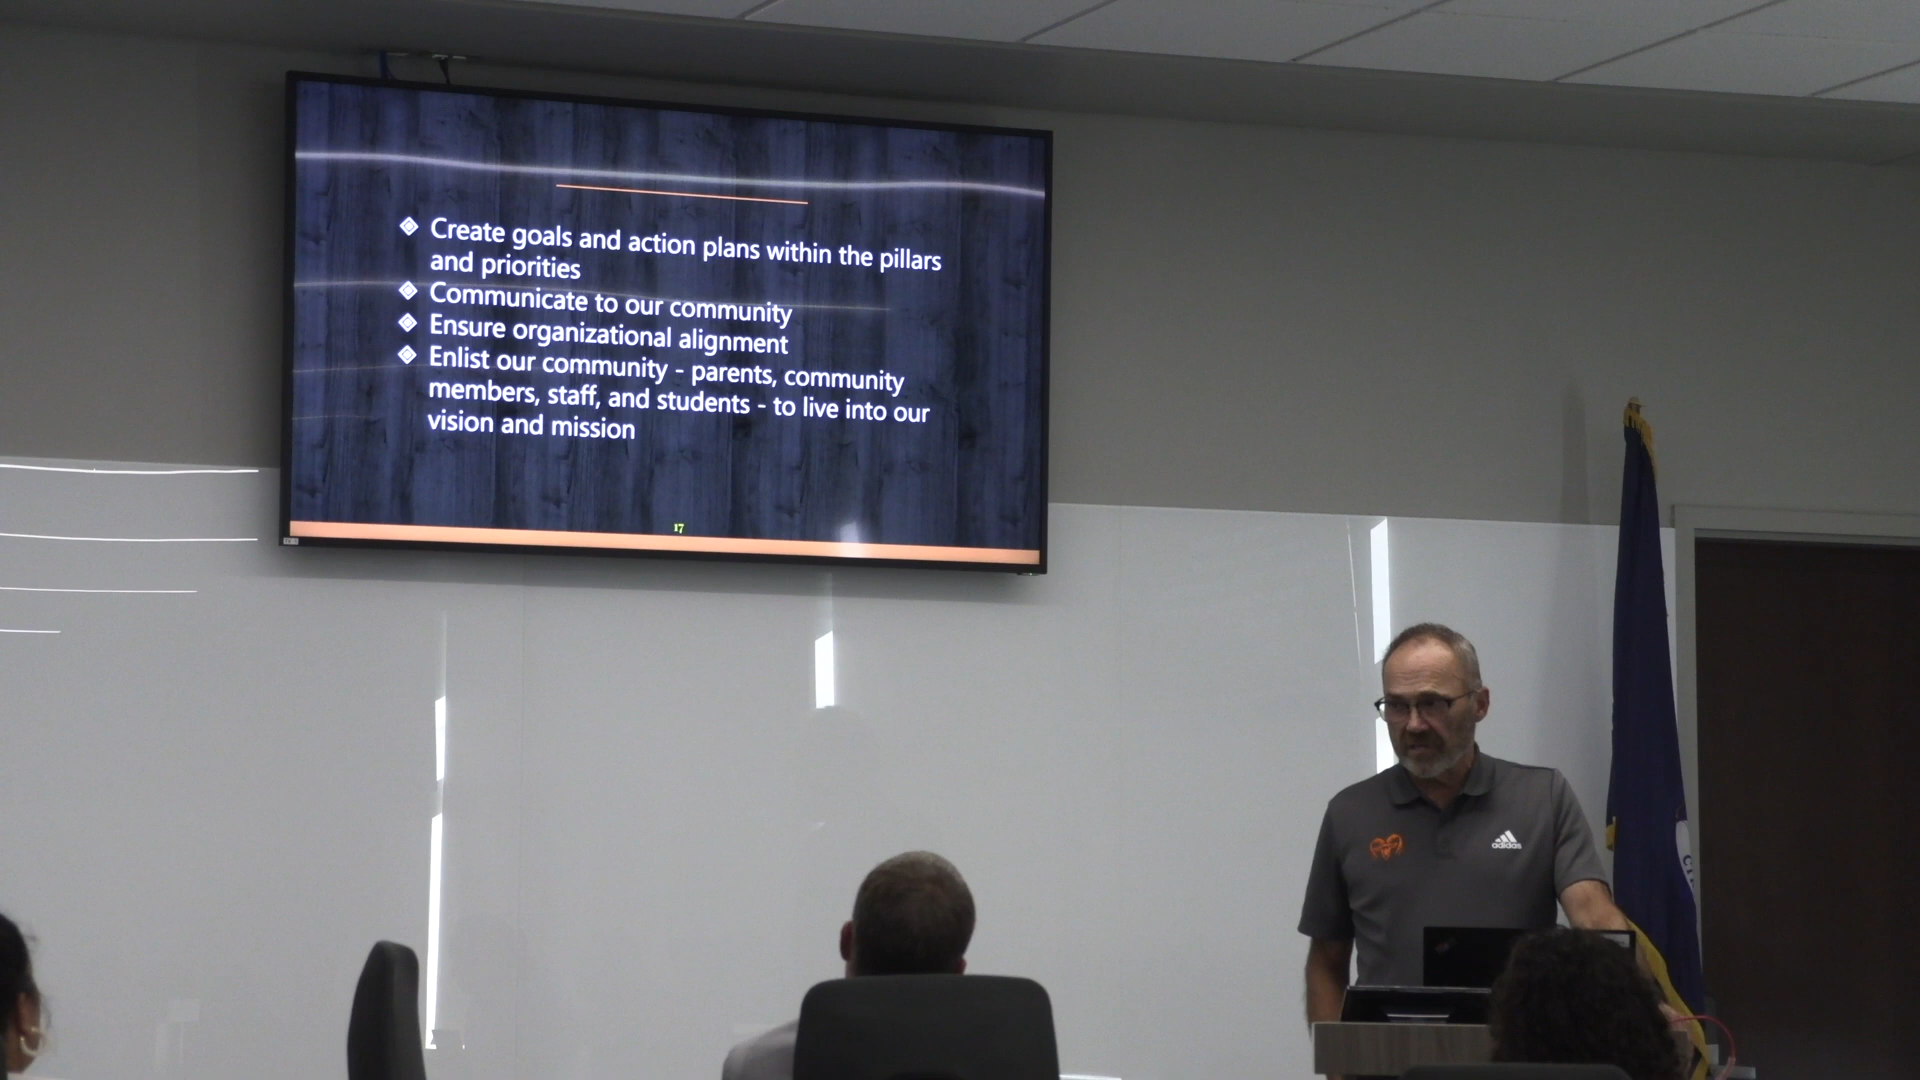 Create goals and action plans within the pillars
and priorities
Communicate to our community
Ensure organizational alignment
Enlist our community - parents, community
members, staff, and students - to live into our
vision and mission
17
adidas